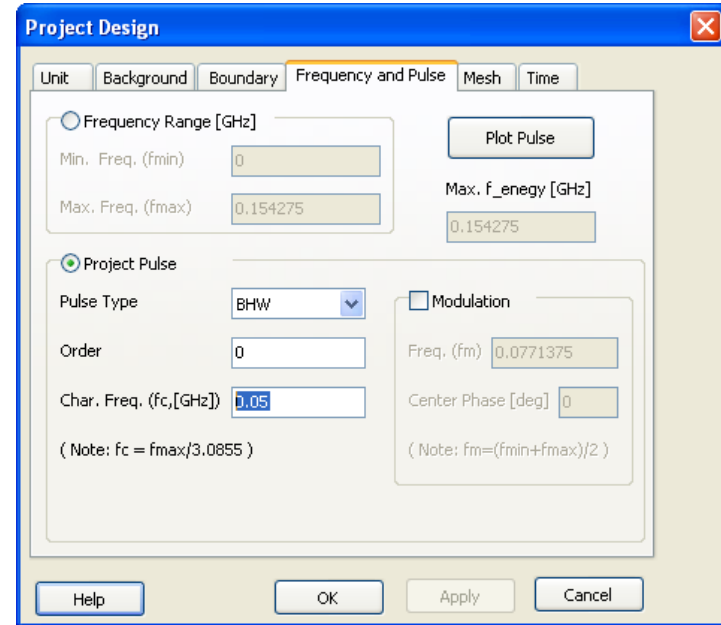 Project Design
Unit Background Boundary Frequency and Pulse Mesh Time
Frequency Range [GHz]
Min. Freq. (fmin) 0
Max. Freq. (fmax) 0.154275
Plot Pulse
Max. f_enegy [GHz]
0.154275
Project Pulse
Pulse Type BHW
Order 0
Char. Freq. (fc,[GHz]) 0.05
( Note: fc = fmax/3.0855 )
Modulation
Freq. (fm) 0.0771375
Center Phase [deg] 0
( Note: fm=(fmin+fmax)/2 )
Help OK Apply Cancel